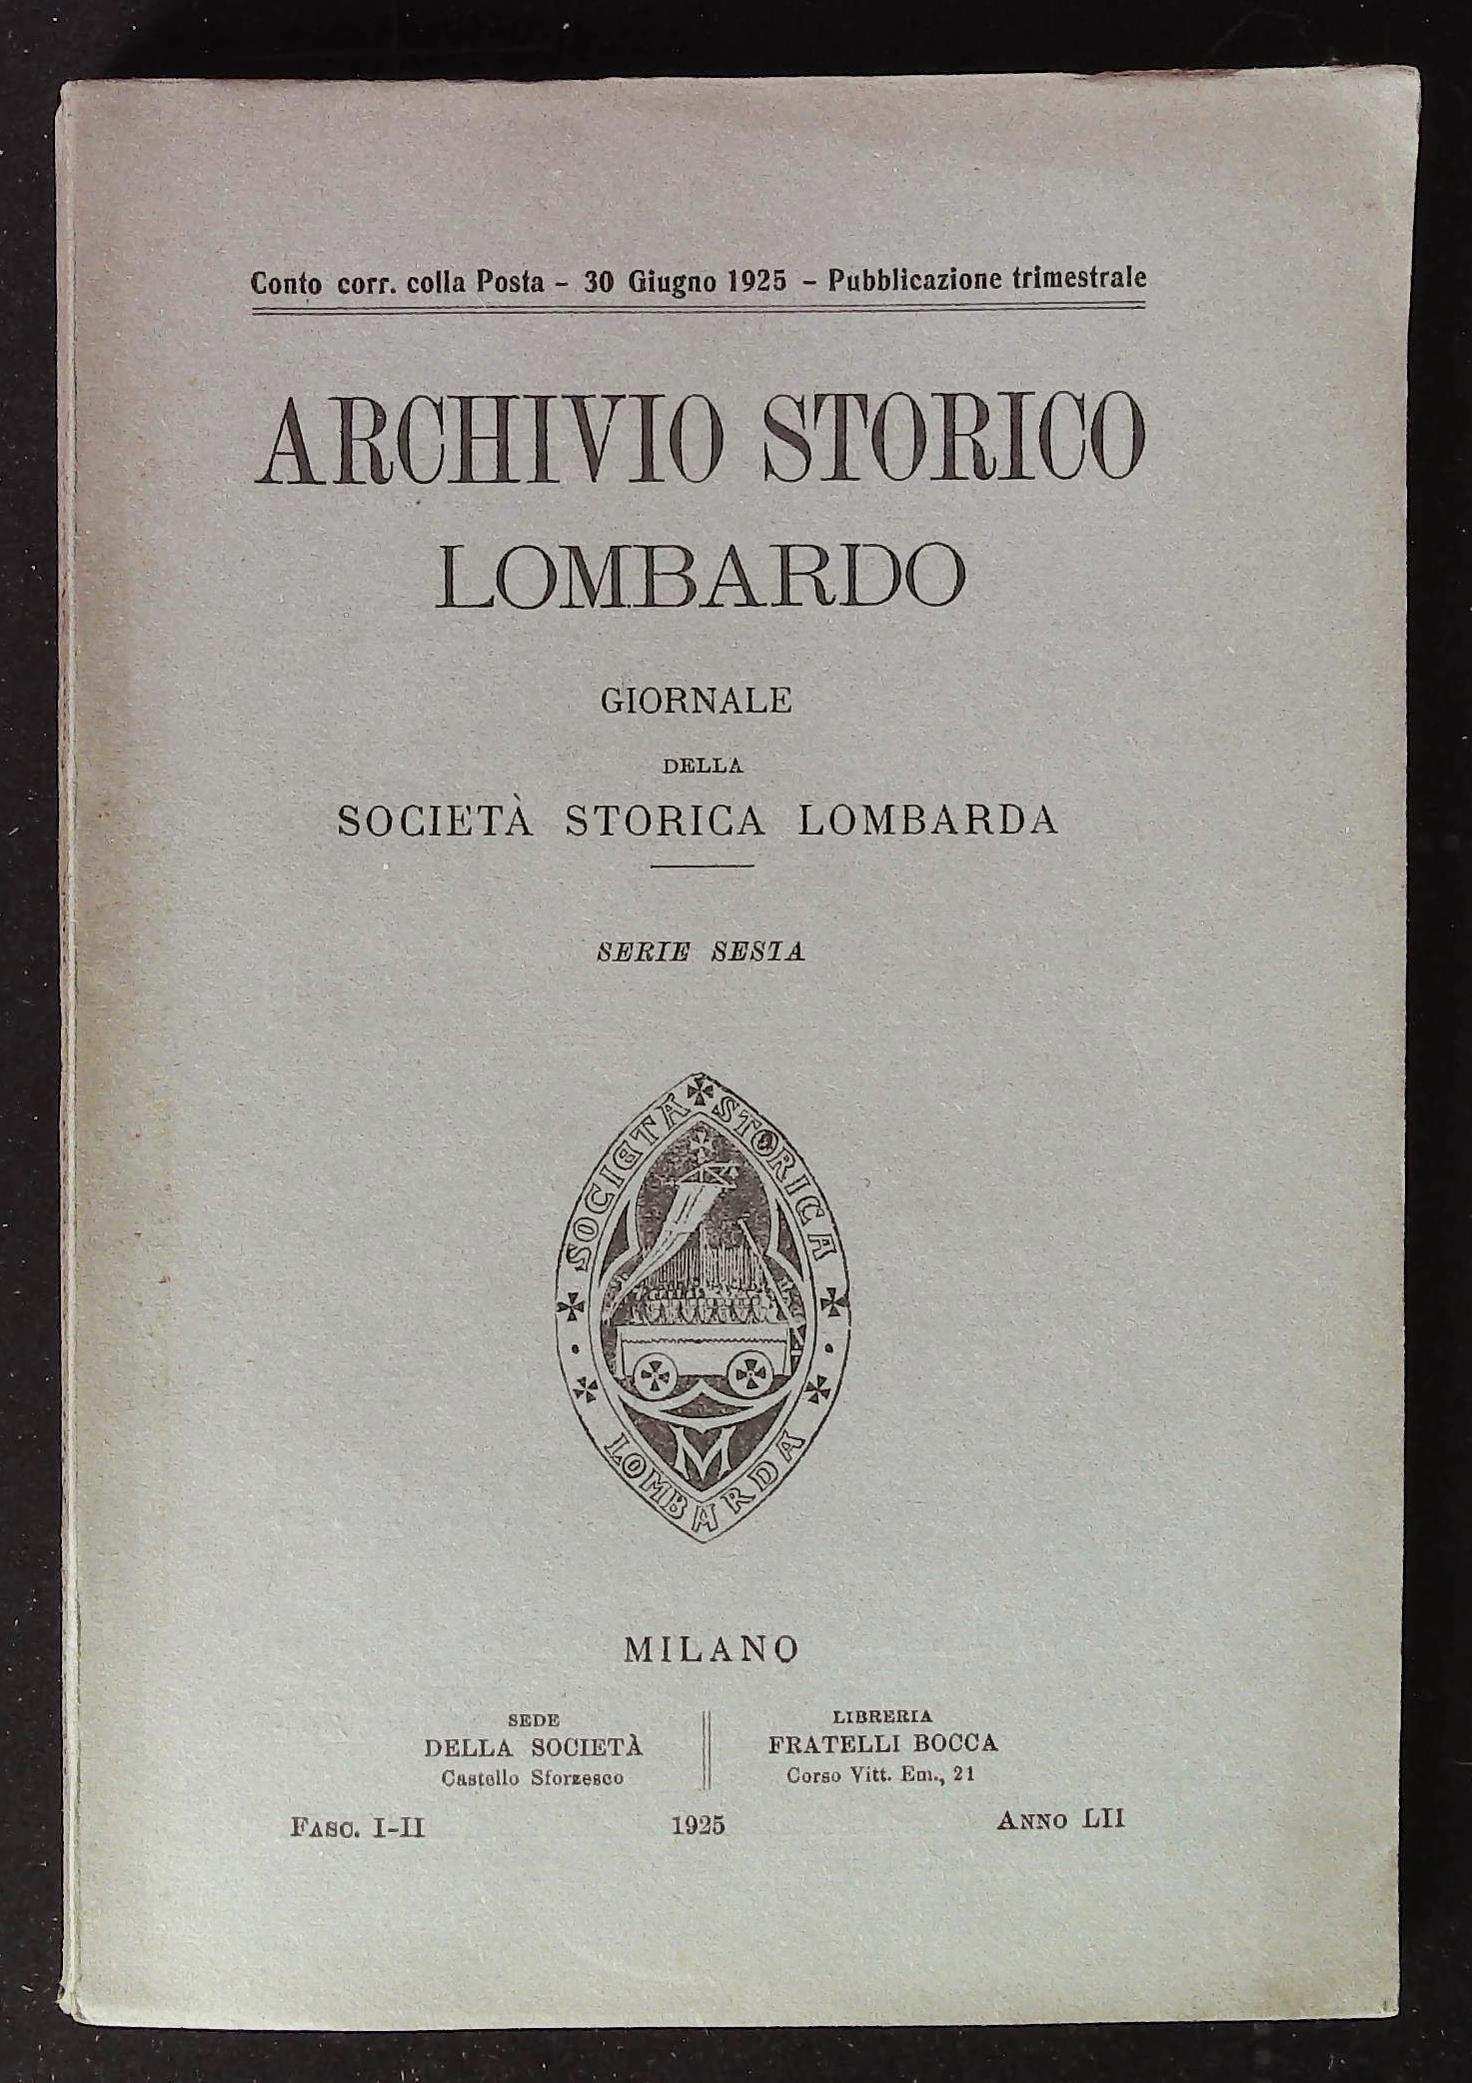 Conto corr. colla Posta - 30 Giugno 1925 - Pubblicazione trimestrale
ARCHIVIO STORICO
LOMBARDO
GIORNALE
DELLA
SOCIETÀ STORICA LOMBARDA
SERIE SESTA
SOCIETÀ STORICA
LOMBARDA
M
MILANO
SEDE
DELLA SOCIETÀ
Castello Sforzesco
LIBRERIA
FRATELLI BOCCA
Corso Vitt. Em., 21
FASC. I-II 1925 ANNO LII